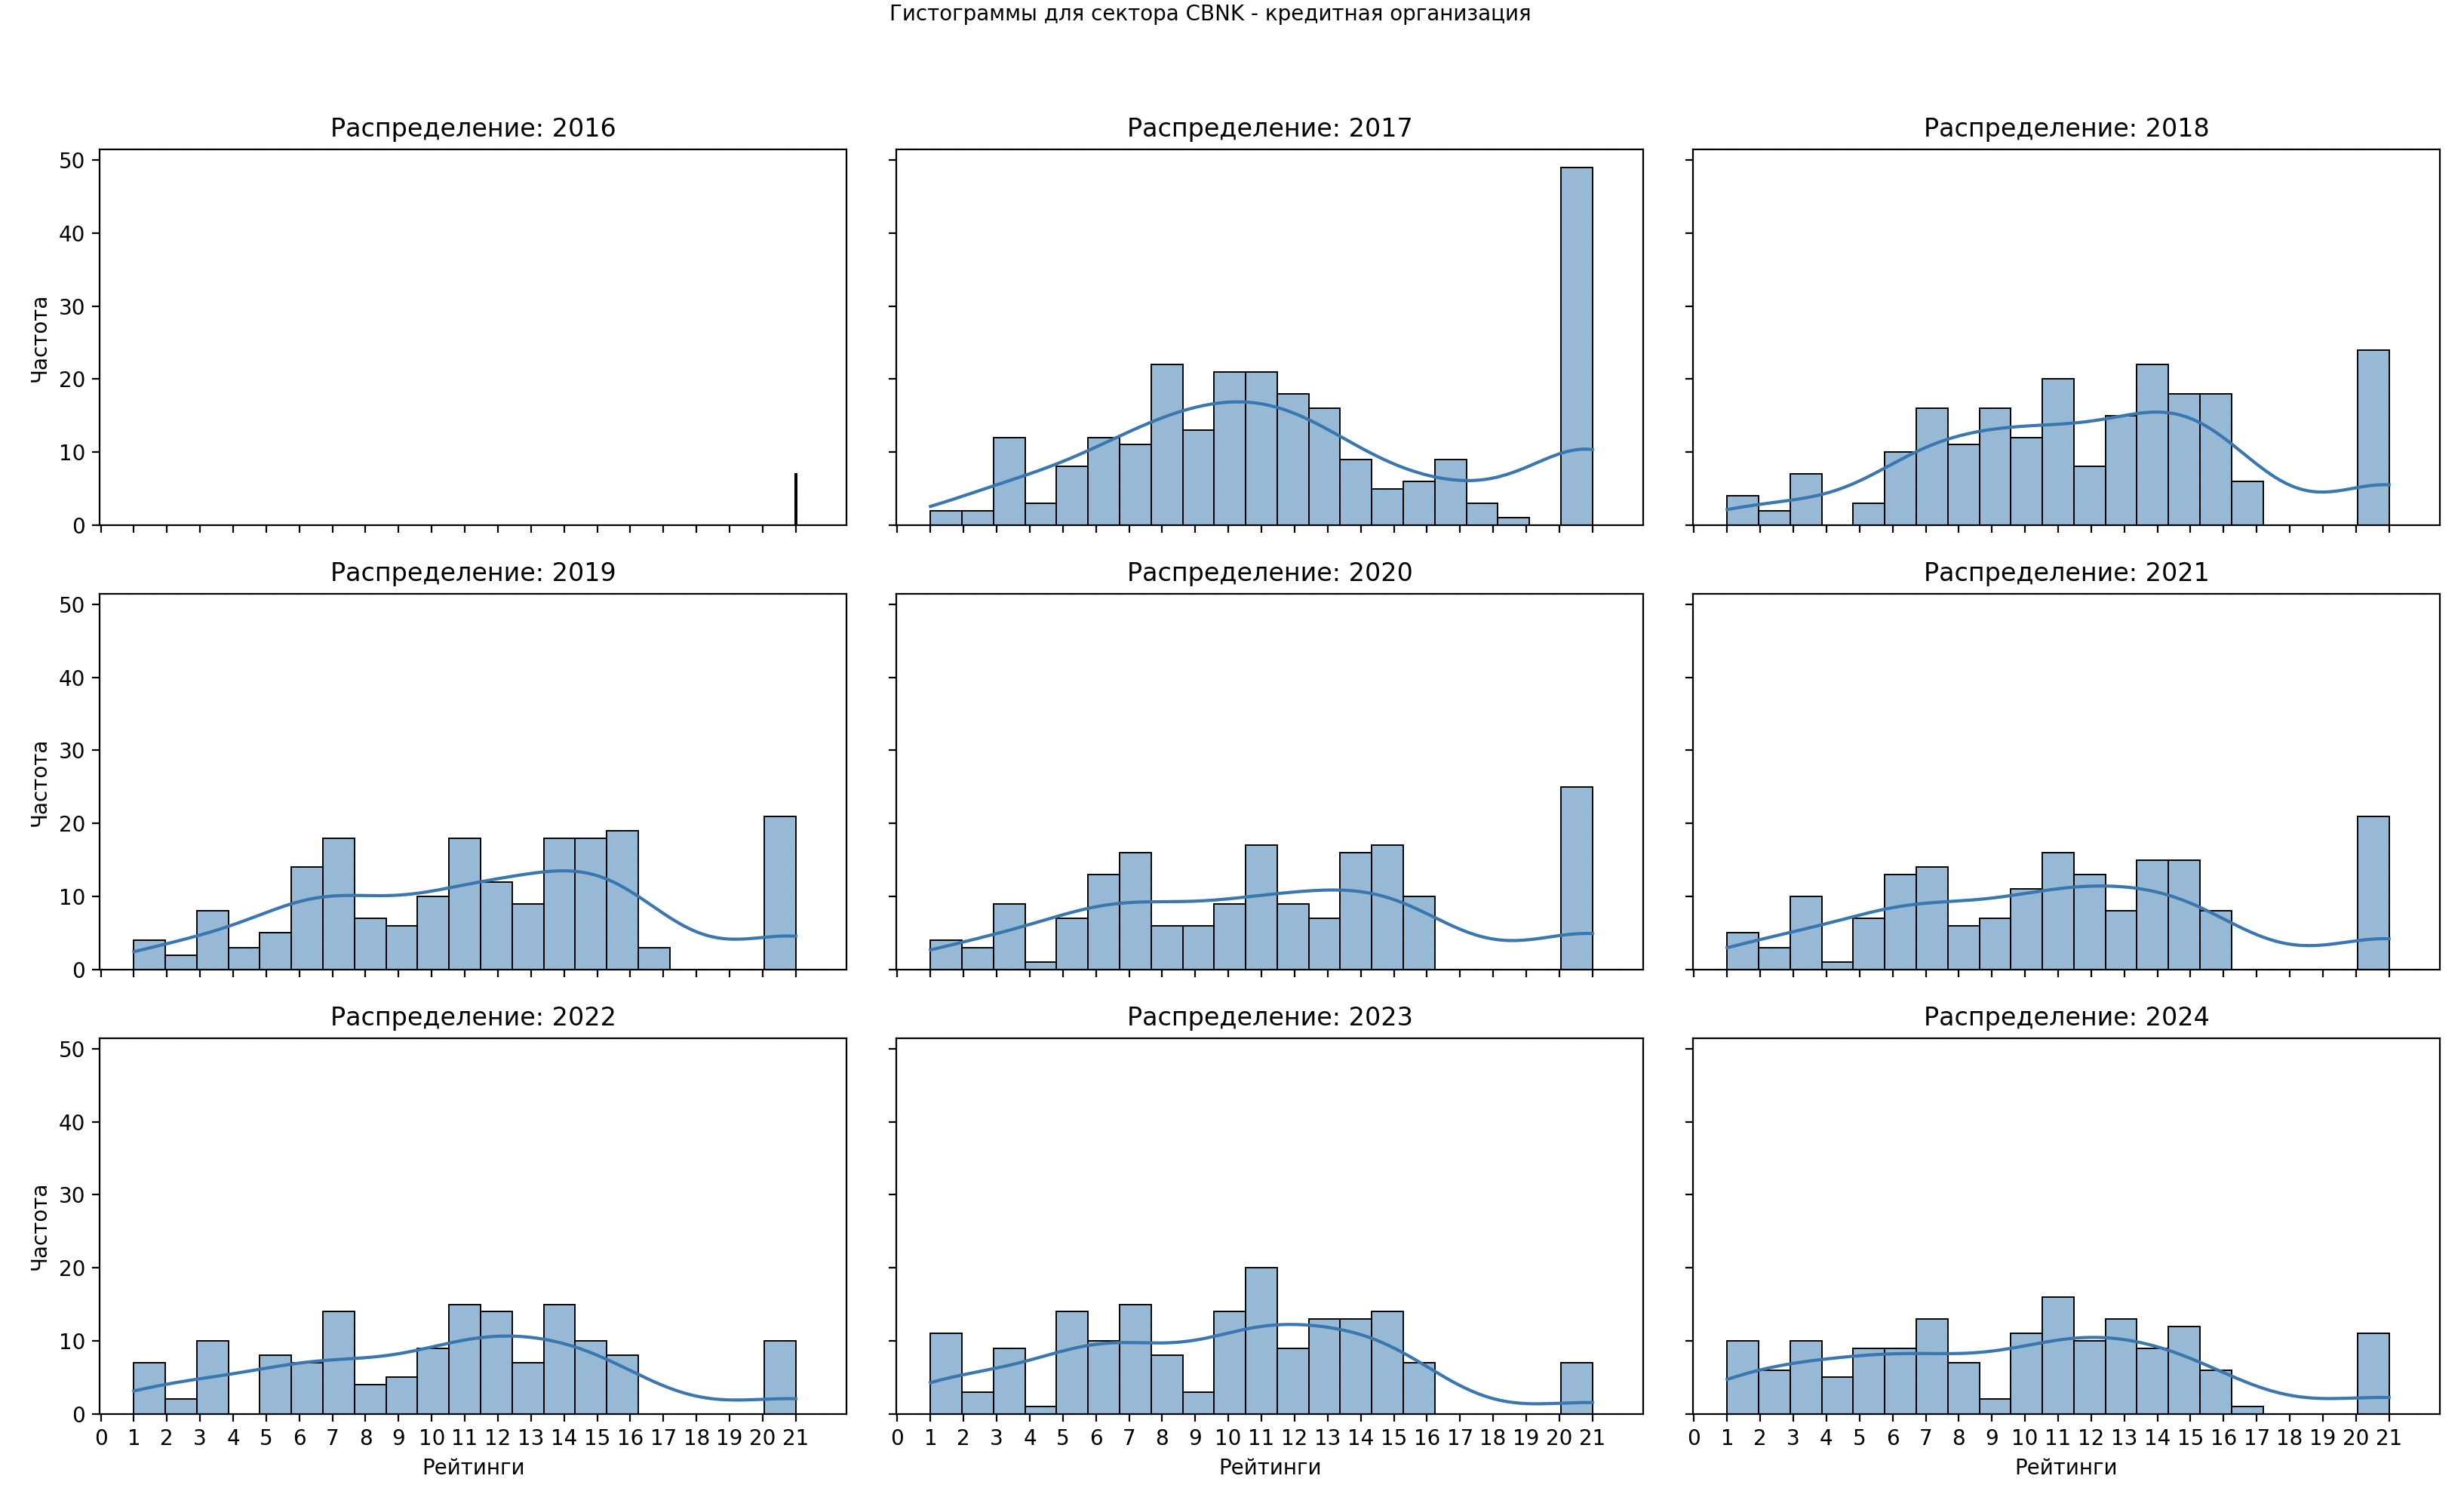 Гистограммы для сектора CBNK - кредитная организация
Распределение: 2016
Распределение: 2017
Распределение: 2018
50
40
30
20
10
0
Частота
Распределение: 2019
Распределение: 2020
Распределение: 2021
50
40
30
20
10
0
Частота
Распределение: 2022
Распределение: 2023
Распределение: 2024
50
40
30
20
10
0
Частота
0 1 2 3 4 5 6 7 8 9 10 11 12 13 14 15 16 17 18 19 20 21
0 1 2 3 4 5 6 7 8 9 10 11 12 13 14 15 16 17 18 19 20 21
0 1 2 3 4 5 6 7 8 9 10 11 12 13 14 15 16 17 18 19 20 21
Рейтинги
Рейтинги
Рейтинги